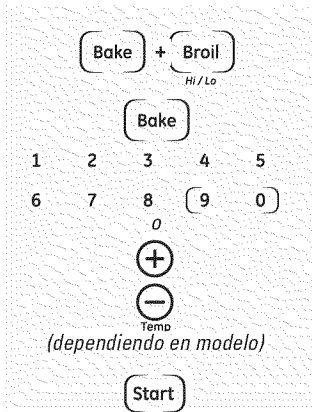 Bake + Broil
Hi / Lo
Bake
1 2 3 4 5
6 7 8 9 0
O
+
−
Temp
(dependiendo en modelo)
Start